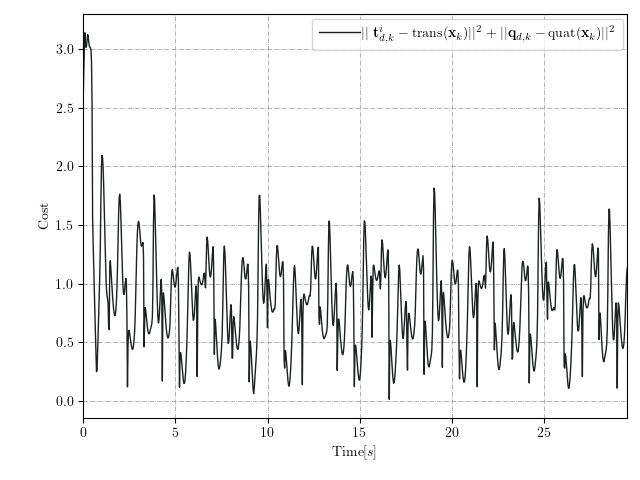 || t^i_{d,k} − trans(x_k)||² + ||q_{d,k} − quat(x_k)||²
3.0
2.5
2.0
1.5
1.0
0.5
0.0
Cost
0 5 10 15 20 25
Time[s]